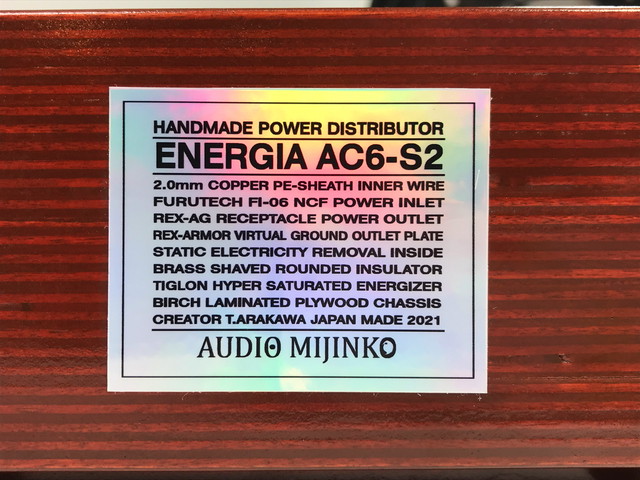 HANDMADE POWER DISTRIBUTOR
ENERGIA AC6-S2
2.0mm COPPER PE-SHEATH INNER WIRE
FURUTECH FI-06 NCF POWER INLET
REX-AG RECEPTACLE POWER OUTLET
REX-ARMOR VIRTUAL GROUND OUTLET PLATE
STATIC ELECTRICITY REMOVAL INSIDE
BRASS SHAVED ROUNDED INSULATOR
TIGLON HYPER SATURATED ENERGIZER
BIRCH LAMINATED PLYWOOD CHASSIS
CREATOR T.ARAKAWA JAPAN MADE 2021
AUDIO MIJINKO